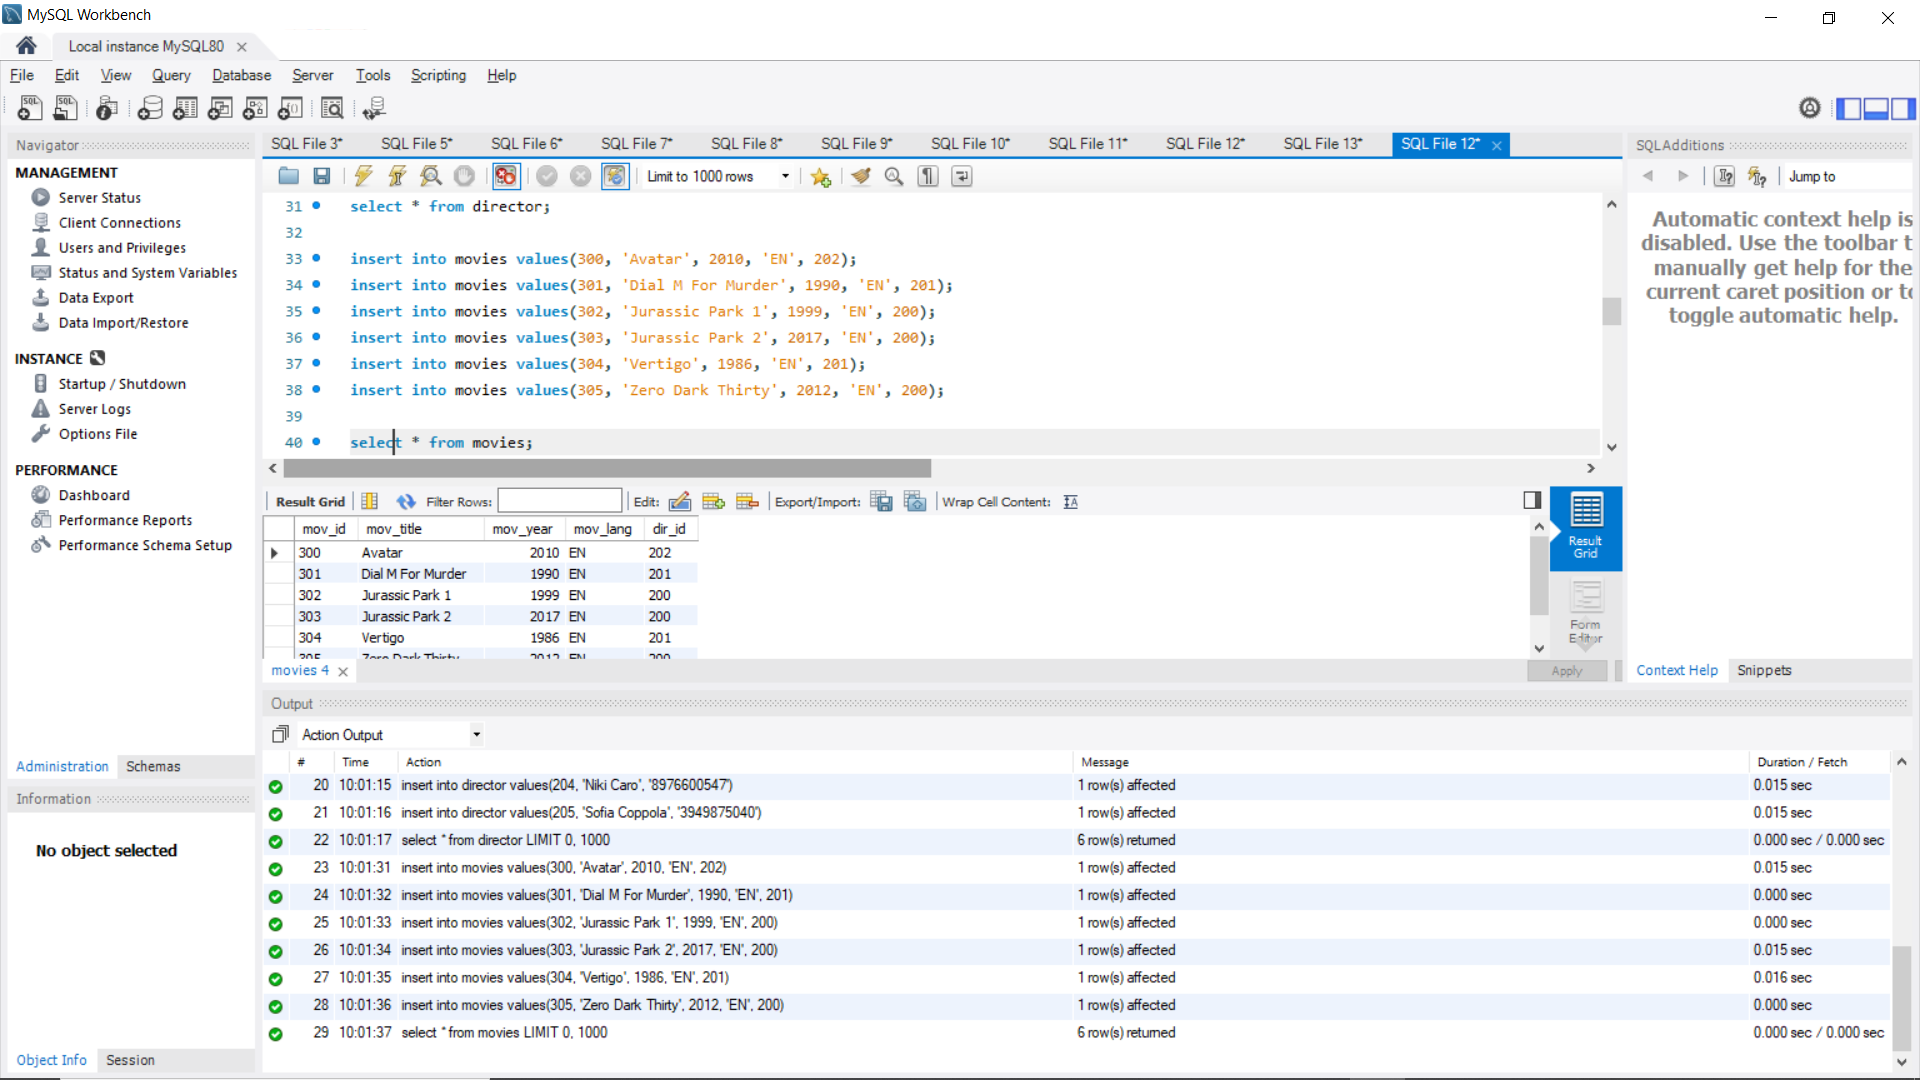 MySQL Workbench
Local instance MySQL80
File Edit View Query Database Server Tools Scripting Help
Navigator
MANAGEMENT
Server Status
Client Connections
Users and Privileges
Status and System Variables
Data Export
Data Import/Restore
INSTANCE
Startup / Shutdown
Server Logs
Options File
PERFORMANCE
Dashboard
Performance Reports
Performance Schema Setup
Administration Schemas
Information
No object selected
Object Info Session
SQL File 3* SQL File 5* SQL File 6* SQL File 7* SQL File 8* SQL File 9* SQL File 10* SQL File 11* SQL File 12* SQL File 13* SQL File 12*
Limit to 1000 rows
31 select * from director;
32
33 insert into movies values(300, 'Avatar', 2010, 'EN', 202);
34 insert into movies values(301, 'Dial M For Murder', 1990, 'EN', 201);
35 insert into movies values(302, 'Jurassic Park 1', 1999, 'EN', 200);
36 insert into movies values(303, 'Jurassic Park 2', 2017, 'EN', 200);
37 insert into movies values(304, 'Vertigo', 1986, 'EN', 201);
38 insert into movies values(305, 'Zero Dark Thirty', 2012, 'EN', 200);
39
40 select * from movies;
Result Grid Filter Rows: Edit: Export/Import: Wrap Cell Content:
mov_id mov_title mov_year mov_lang dir_id
300 Avatar 2010 EN 202
301 Dial M For Murder 1990 EN 201
302 Jurassic Park 1 1999 EN 200
303 Jurassic Park 2 2017 EN 200
304 Vertigo 1986 EN 201
305 Zero Dark Thirty 2012 EN 200
Result
Grid
Form
Editor
movies 4
Apply
SQLAdditions
Jump to
Automatic context help is
disabled. Use the toolbar t
manually get help for the
current caret position or to
toggle automatic help.
Context Help Snippets
Output
Action Output
# Time Action Message Duration / Fetch
20 10:01:15 insert into director values(204, 'Niki Caro', '8976600547') 1 row(s) affected 0.015 sec
21 10:01:16 insert into director values(205, 'Sofia Coppola', '3949875040') 1 row(s) affected 0.015 sec
22 10:01:17 select * from director LIMIT 0, 1000 6 row(s) returned 0.000 sec / 0.000 sec
23 10:01:31 insert into movies values(300, 'Avatar', 2010, 'EN', 202) 1 row(s) affected 0.015 sec
24 10:01:32 insert into movies values(301, 'Dial M For Murder', 1990, 'EN', 201) 1 row(s) affected 0.000 sec
25 10:01:33 insert into movies values(302, 'Jurassic Park 1', 1999, 'EN', 200) 1 row(s) affected 0.000 sec
26 10:01:34 insert into movies values(303, 'Jurassic Park 2', 2017, 'EN', 200) 1 row(s) affected 0.015 sec
27 10:01:35 insert into movies values(304, 'Vertigo', 1986, 'EN', 201) 1 row(s) affected 0.016 sec
28 10:01:36 insert into movies values(305, 'Zero Dark Thirty', 2012, 'EN', 200) 1 row(s) affected 0.000 sec
29 10:01:37 select * from movies LIMIT 0, 1000 6 row(s) returned 0.000 sec / 0.000 sec